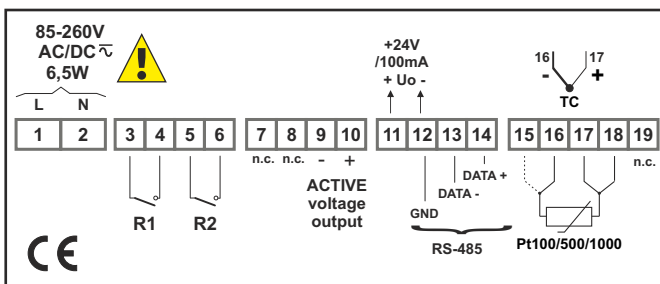 85-260V
AC/DC
6,5W
L N
+24V
/100mA
+ Uo -
16 17
- +
TC
1 2 3 4 5 6 7 8 9 10 11 12 13 14 15 16 17 18 19
n.c. n.c. - +
n.c.
R1 R2
ACTIVE
voltage
output
DATA +
DATA -
GND
RS-485
Pt100/500/1000
CE